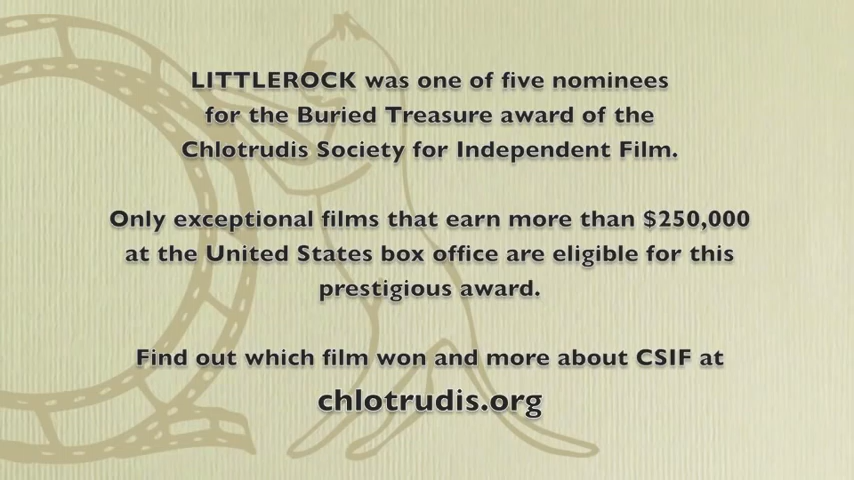 LITTLEROCK was one of five nominees
for the Buried Treasure award of the
Chlotrudis Society for Independent Film.
Only exceptional films that earn more than $250,000
at the United States box office are eligible for this
prestigious award.
Find out which film won and more about CSIF at
chlotrudis.org